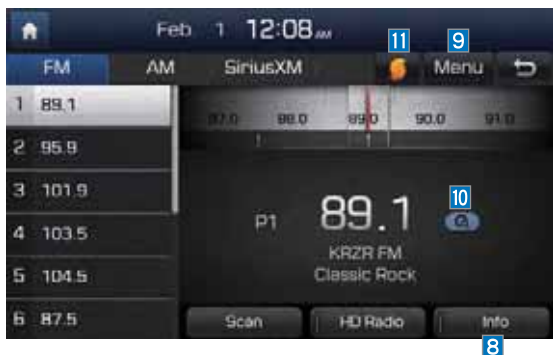 Feb 1 12:08 AM
11 9
FM AM SiriusXM Menu
1 89.1
87.0 88.0 89.0 90.0 91.0
2 95.9
3 101.9
10
P1 89.1
4 103.5
KRZR FM
Classic Rock
5 104.5
6 87.5
Scan HD Radio Info
8